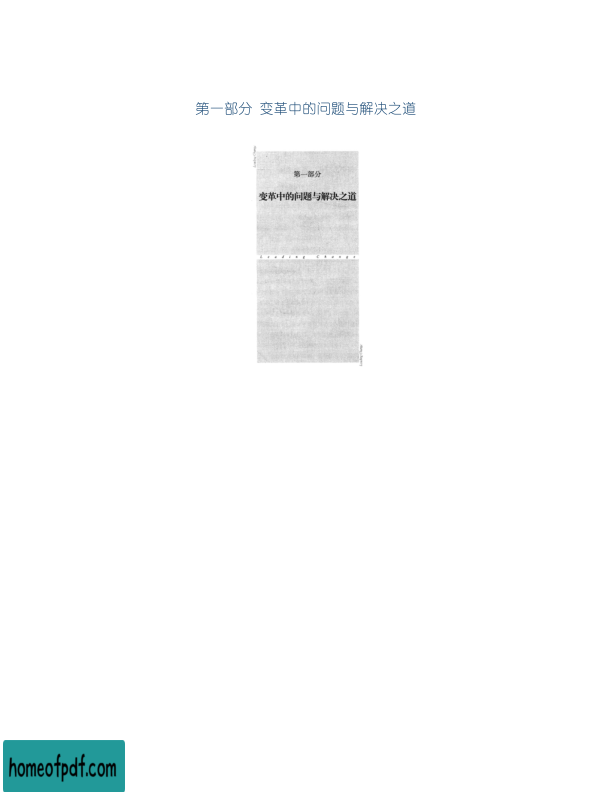 第一部分 变革中的问题与解决之道
第一部分
变革中的问题与解决之道
Leading Change
homeofpdf.com